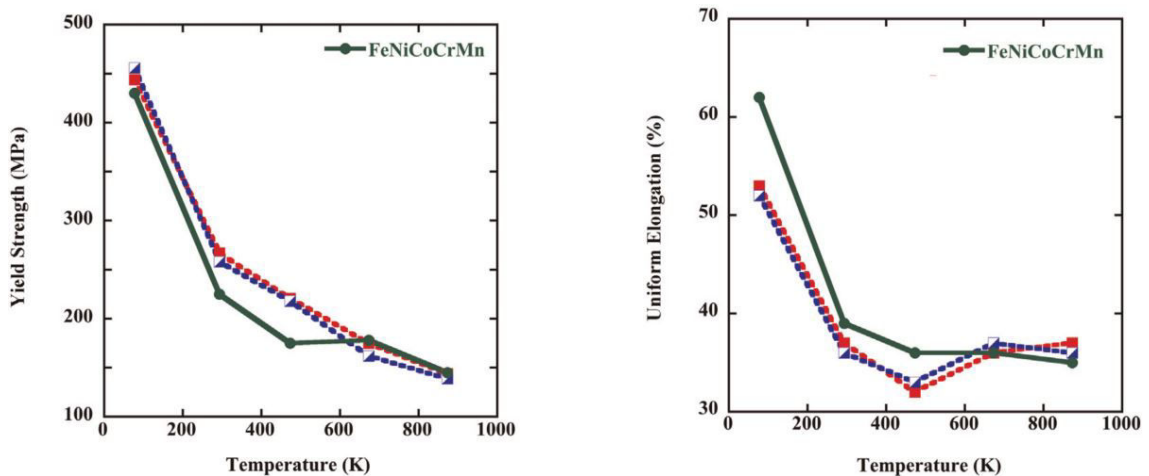 500
400
300
200
100
0 200 400 600 800 1000
Yield Strength (MPa)
Temperature (K)
FeNiCoCrMn
70
60
50
40
30
0 200 400 600 800 1000
Uniform Elongation (%)
Temperature (K)
FeNiCoCrMn